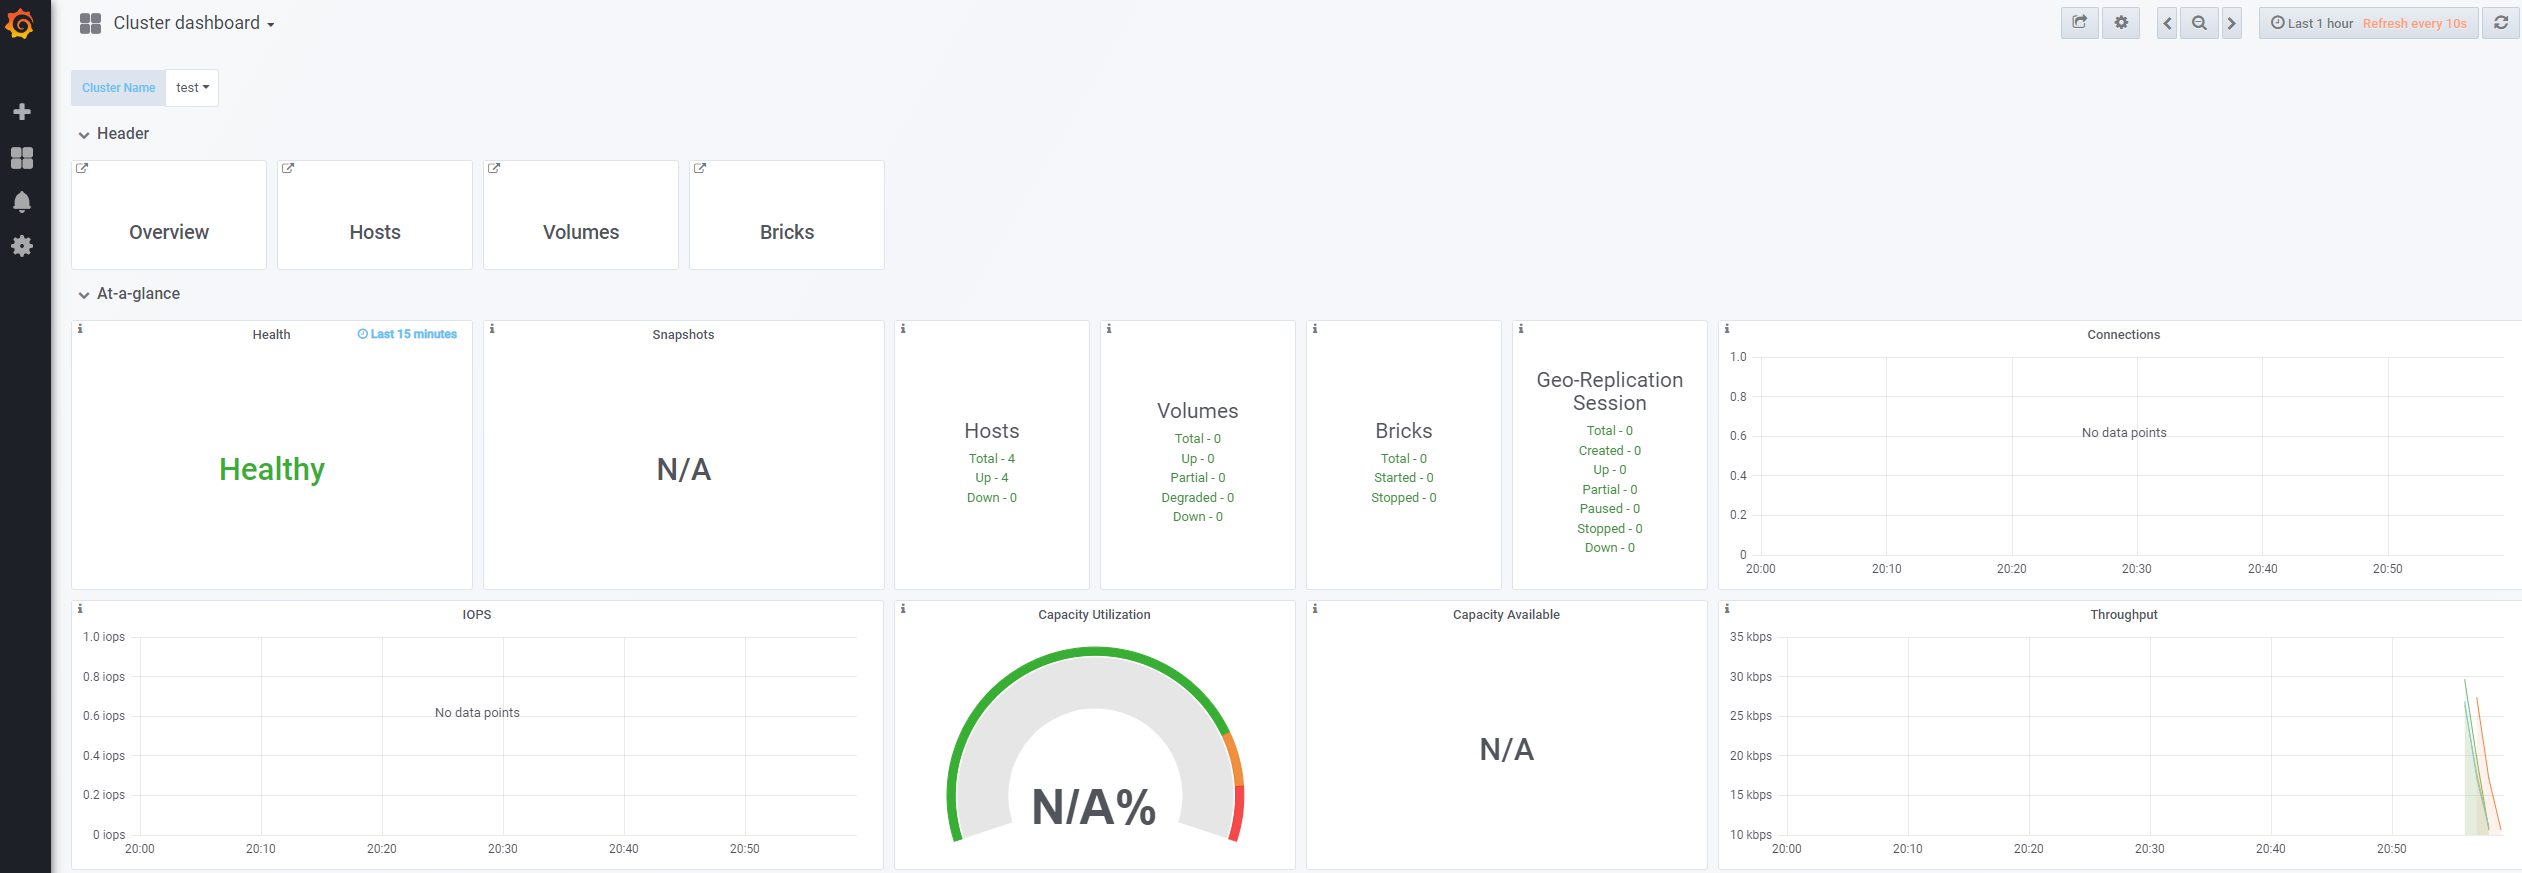 Cluster dashboard
Last 1 hour Refresh every 10s
Cluster Name test
Header
Overview
Hosts
Volumes
Bricks
At-a-glance
Health
Last 15 minutes
Healthy
Snapshots
N/A
Hosts
Total - 4
Up - 4
Down - 0
Volumes
Total - 0
Up - 0
Partial - 0
Degraded - 0
Down - 0
Bricks
Total - 0
Started - 0
Stopped - 0
Geo-Replication
Session
Total - 0
Created - 0
Up - 0
Partial - 0
Paused - 0
Stopped - 0
Down - 0
Connections
1.0
0.8
0.6
0.4
0.2
0
No data points
20:00 20:10 20:20 20:30 20:40 20:50
IOPS
1.0 iops
0.8 iops
0.6 iops
0.4 iops
0.2 iops
0 iops
No data points
20:00 20:10 20:20 20:30 20:40 20:50
Capacity Utilization
N/A%
Capacity Available
N/A
Throughput
35 kbps
30 kbps
25 kbps
20 kbps
15 kbps
10 kbps
20:00 20:10 20:20 20:30 20:40 20:50